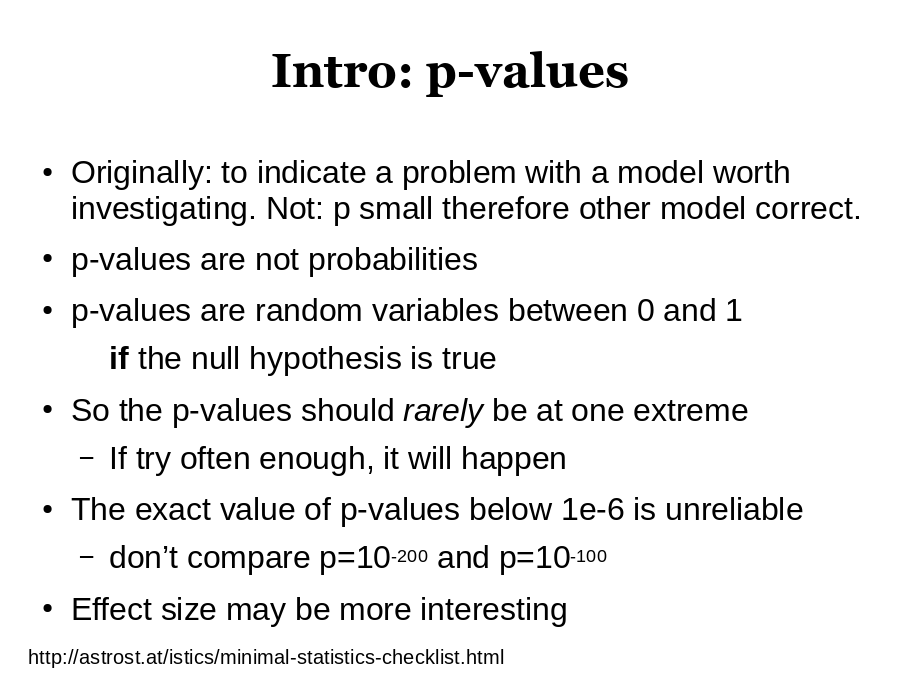 Intro: p-values
• Originally: to indicate a problem with a model worth
investigating. Not: p small therefore other model correct.
• p-values are not probabilities
• p-values are random variables between 0 and 1
if the null hypothesis is true
• So the p-values should rarely be at one extreme
– If try often enough, it will happen
• The exact value of p-values below 1e-6 is unreliable
– don’t compare p=10-200 and p=10-100
• Effect size may be more interesting
http://astrost.at/istics/minimal-statistics-checklist.html